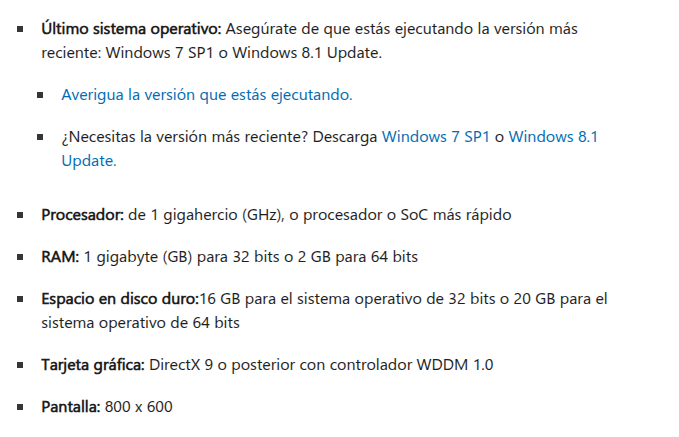 Último sistema operativo: Asegúrate de que estás ejecutando la versión más
reciente: Windows 7 SP1 o Windows 8.1 Update.
Averigua la versión que estás ejecutando.
¿Necesitas la versión más reciente? Descarga Windows 7 SP1 o Windows 8.1
Update.
Procesador: de 1 gigahercio (GHz), o procesador o SoC más rápido
RAM: 1 gigabyte (GB) para 32 bits o 2 GB para 64 bits
Espacio en disco duro:16 GB para el sistema operativo de 32 bits o 20 GB para el
sistema operativo de 64 bits
Tarjeta gráfica: DirectX 9 o posterior con controlador WDDM 1.0
Pantalla: 800 x 600